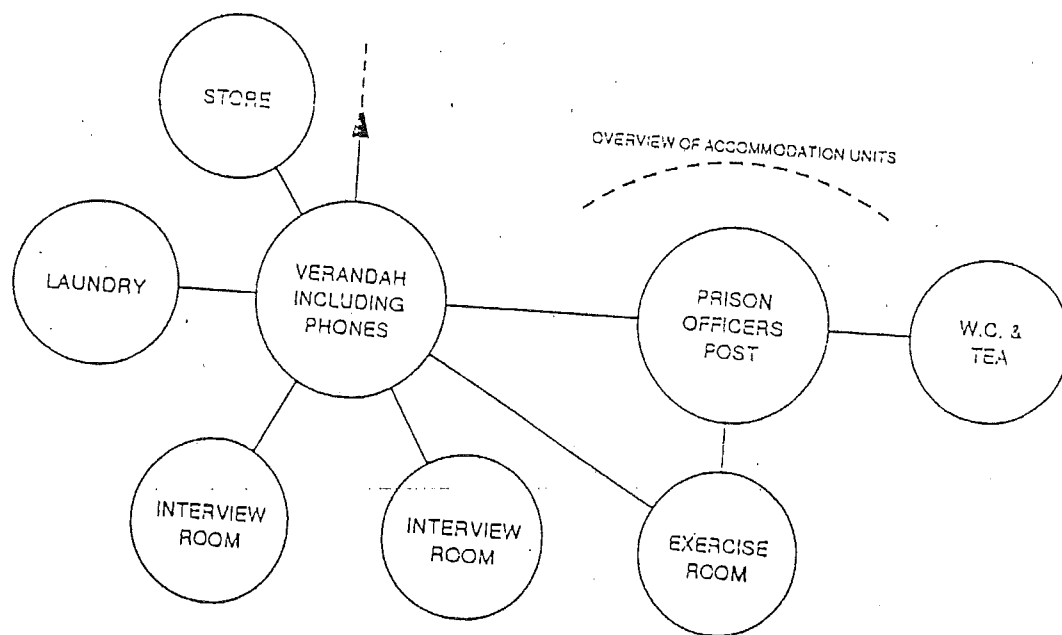 STORE
OVERVIEW OF ACCOMMODATION UNITS
LAUNDRY
VERANDAH
INCLUDING
PHONES
PRISON
OFFICERS
POST
W.C. &
TEA
INTERVIEW
ROOM
INTERVIEW
ROOM
EXERCISE
ROOM